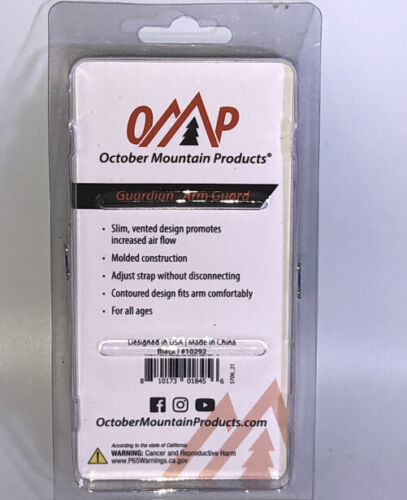 OMP
October Mountain Products®
Guardian™ Arm Guard
• Slim, vented design promotes
increased air flow
• Molded construction
• Adjust strap without disconnecting
• Contoured design fits arm comfortably
• For all ages
Designed in USA | Made in China
Black | #10292
8 10173 01845 6
5708_21
OctoberMountainProducts.com
According to the state of California
WARNING: Cancer and Reproductive Harm
www.P65Warnings.ca.gov